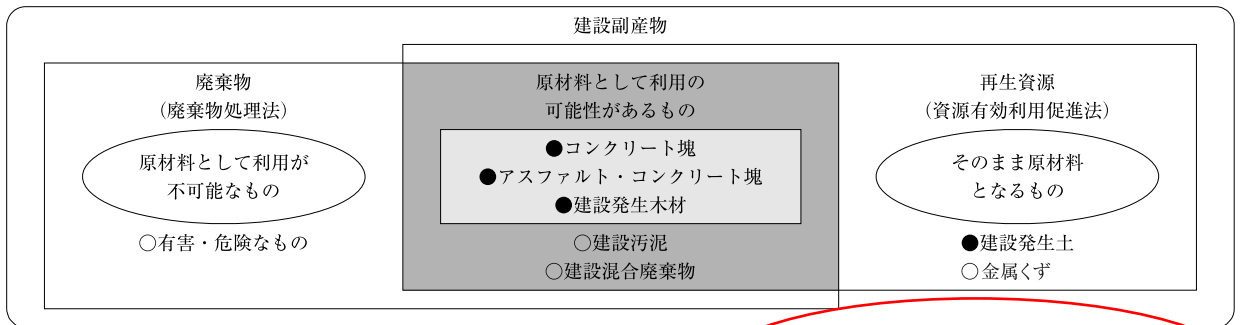 建設副産物
廃棄物
（廃棄物処理法）
原材料として利用が
不可能なもの
○有害・危険なもの
原材料として利用の
可能性があるもの
●コンクリート塊
●アスファルト・コンクリート塊
●建設発生木材
○建設汚泥
○建設混合廃棄物
再生資源
（資源有効利用促進法）
そのまま原材料
となるもの
●建設発生土
○金属くず